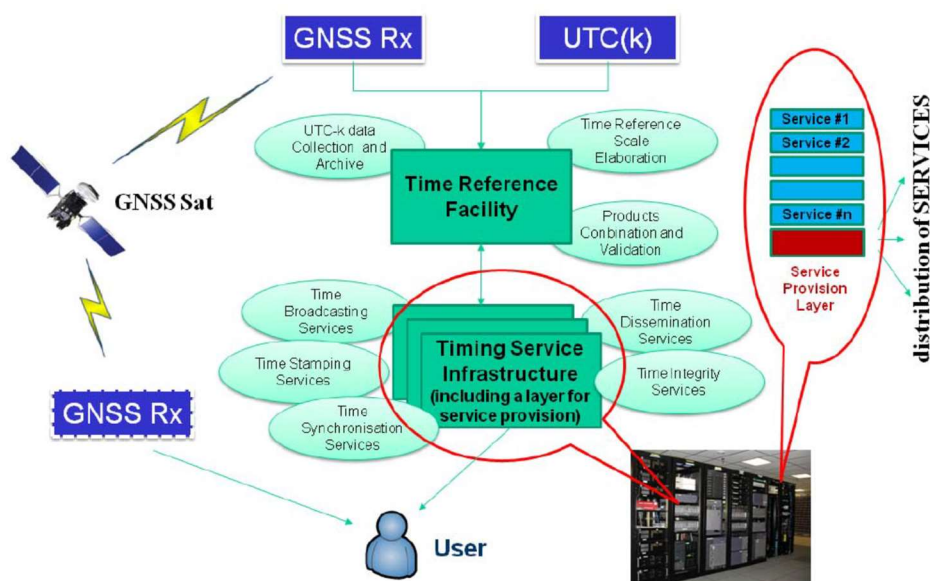 GNSS Rx
UTC(k)
UTC-k data
Collection and
Archive
Time Reference
Scale
Elaboration
Time Reference
Facility
Products
Conbination and
Validation
GNSS Sat
Time
Broadcasting
Services
Time
Dissemination
Services
Time Stamping
Services
Timing Service
Infrastructure
(including a layer for
service provision)
Time Integrity
Services
Time
Synchronisation
Services
GNSS Rx
User
Service #1
Service #2
Service #n
Service
Provision
Layer
distribution of SERVICES